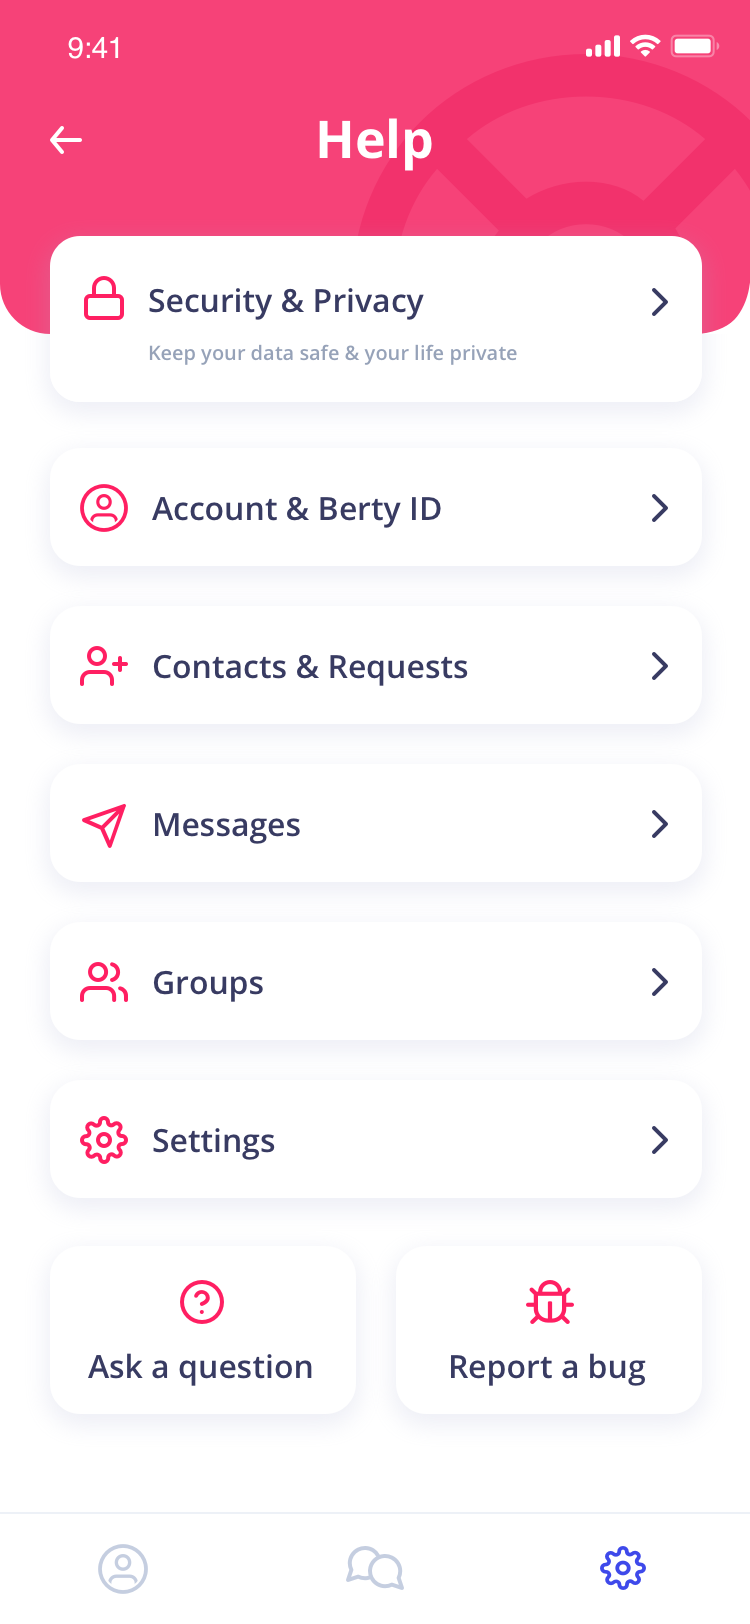 9:41
Help
Security & Privacy
Keep your data safe & your life private
Account & Berty ID
Contacts & Requests
Messages
Groups
Settings
Ask a question
Report a bug